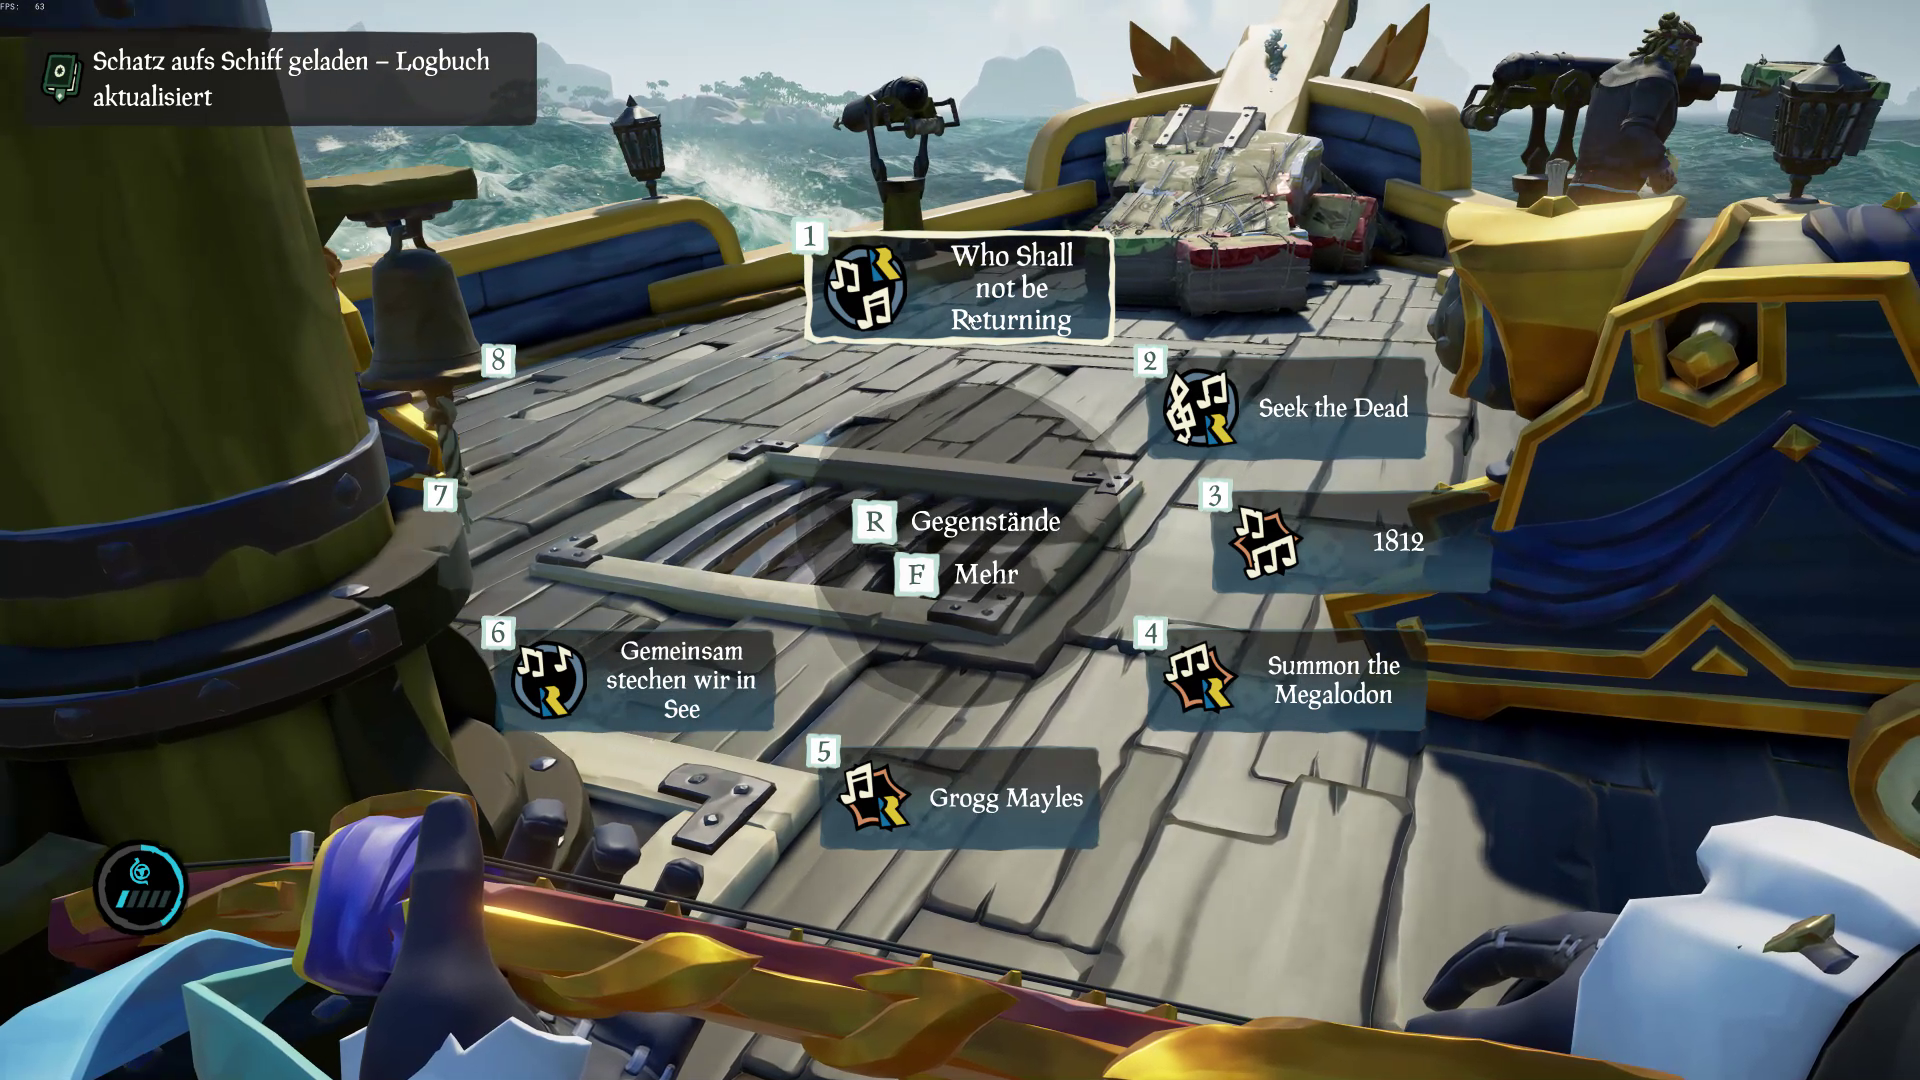 FPS: 63
Schatz aufs Schiff geladen – Logbuch
aktualisiert
1
Who Shall
not be
Returning
8
2
Seek the Dead
7
3
1812
R Gegenstände
F Mehr
6
Gemeinsam
stechen wir in
See
4
Summon the
Megalodon
5
Grogg Mayles